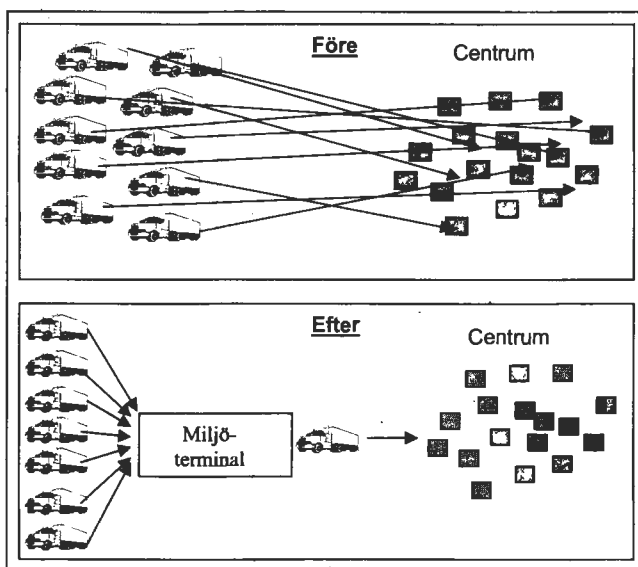 Före
Centrum
Efter
Centrum
Miljö-
terminal